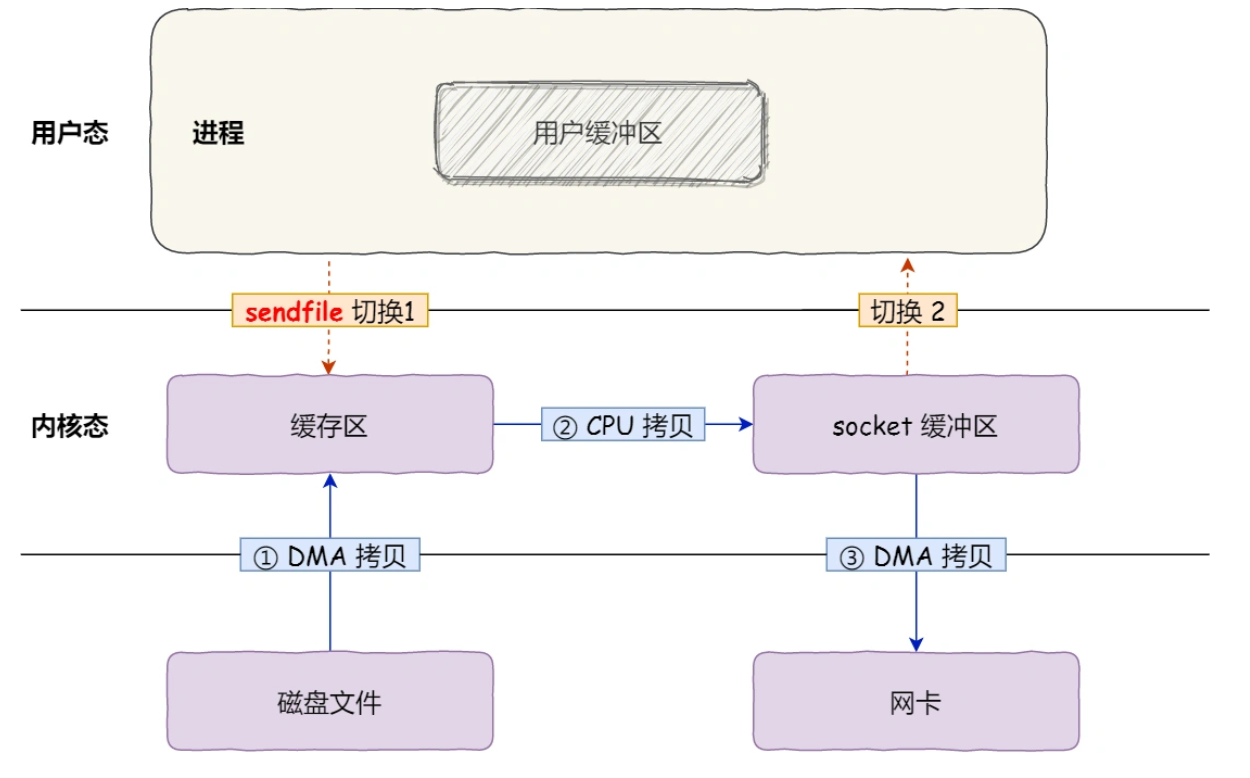 用户态
进程
用户缓冲区
sendfile 切换1
切换 2
内核态
缓存区
② CPU 拷贝
socket 缓冲区
① DMA 拷贝
③ DMA 拷贝
磁盘文件
网卡